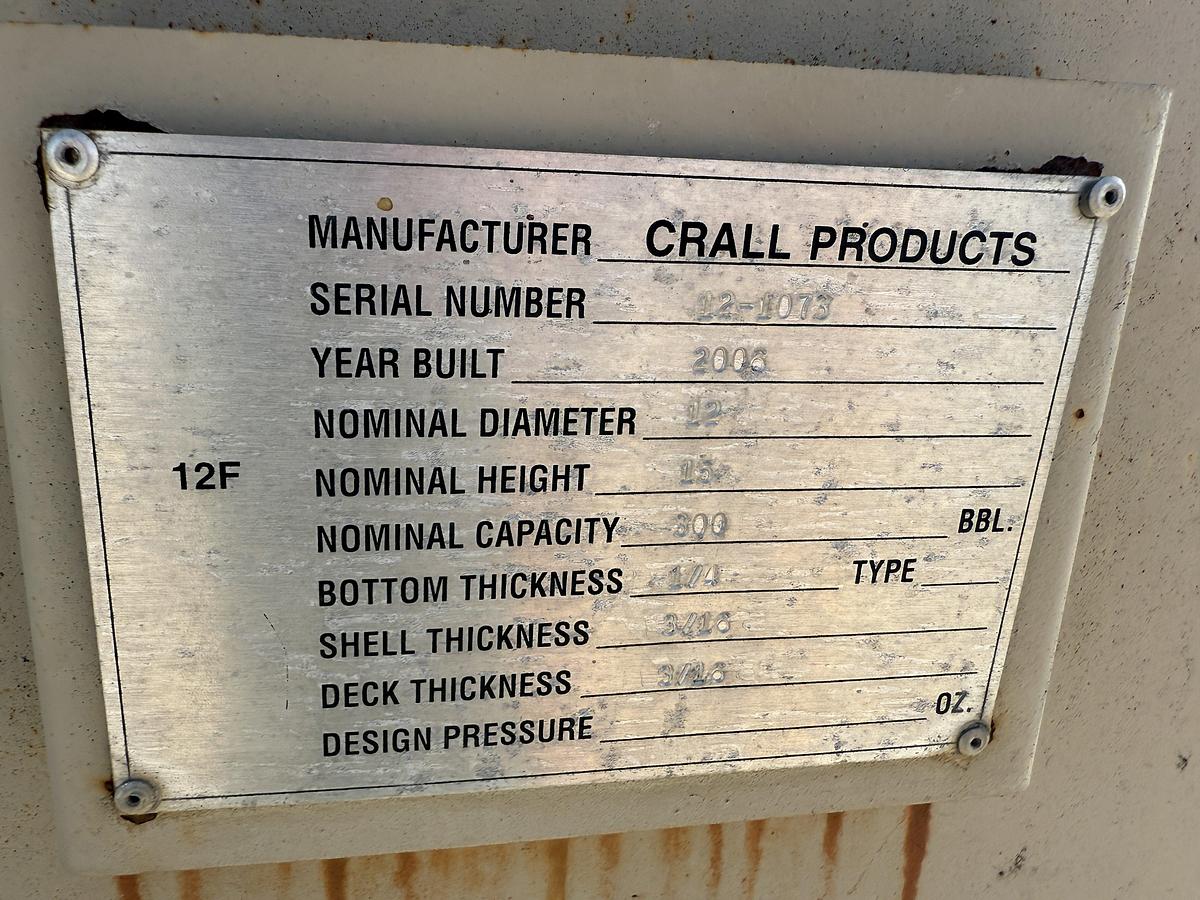 MANUFACTURER CRALL PRODUCTS
SERIAL NUMBER 12-1073
YEAR BUILT 2006
NOMINAL DIAMETER 12
12F NOMINAL HEIGHT 15
NOMINAL CAPACITY 300 BBL.
BOTTOM THICKNESS 1/4 TYPE
SHELL THICKNESS 3/16
DECK THICKNESS 3/16
DESIGN PRESSURE OZ.